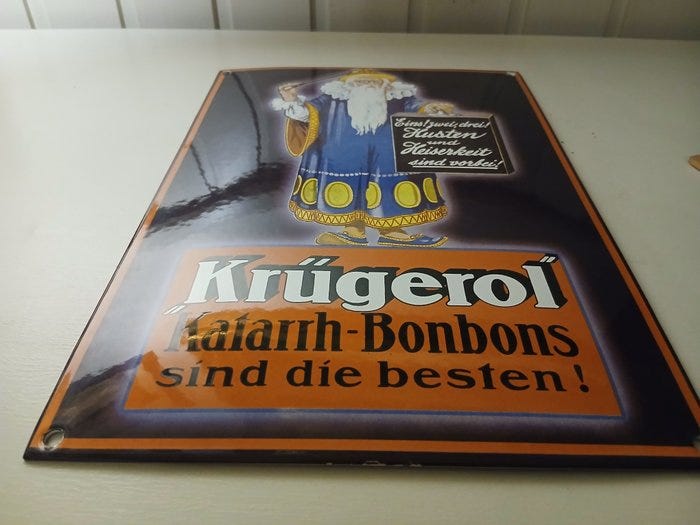 Eins! zwei, drei!
Husten
und
Heiserkeit
sind vorbei!
"Krügerol"
"Katarrh-Bonbons
sind die besten!